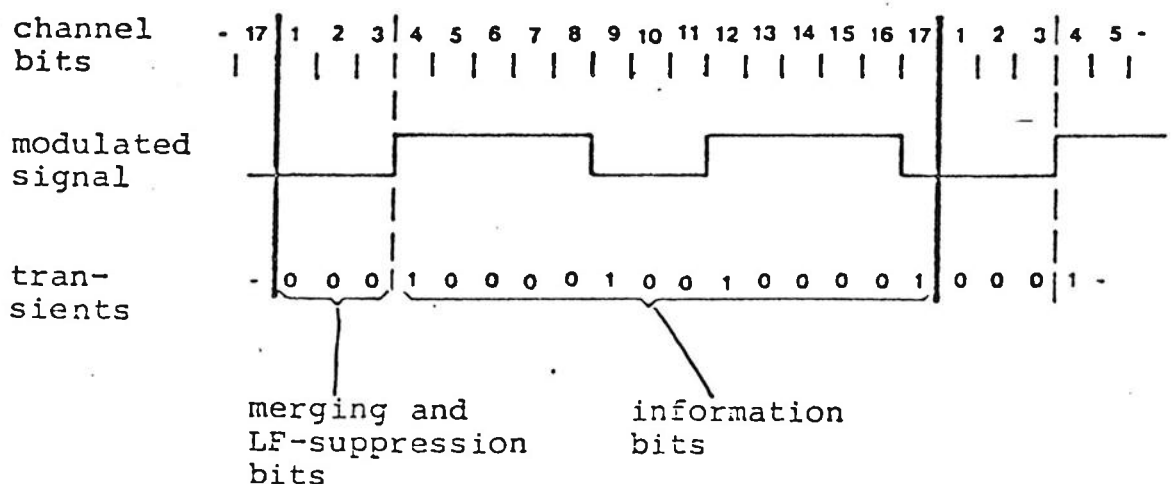 channel bits
- 17 1 2 3 4 5 6 7 8 9 10 11 12 13 14 15 16 17 1 2 3 4 5 -
modulated signal
tran-
sients
- 0 0 0 1 0 0 0 0 1 0 0 1 0 0 0 0 1 0 0 0 1 -
merging and
LF-suppression
bits
information
bits